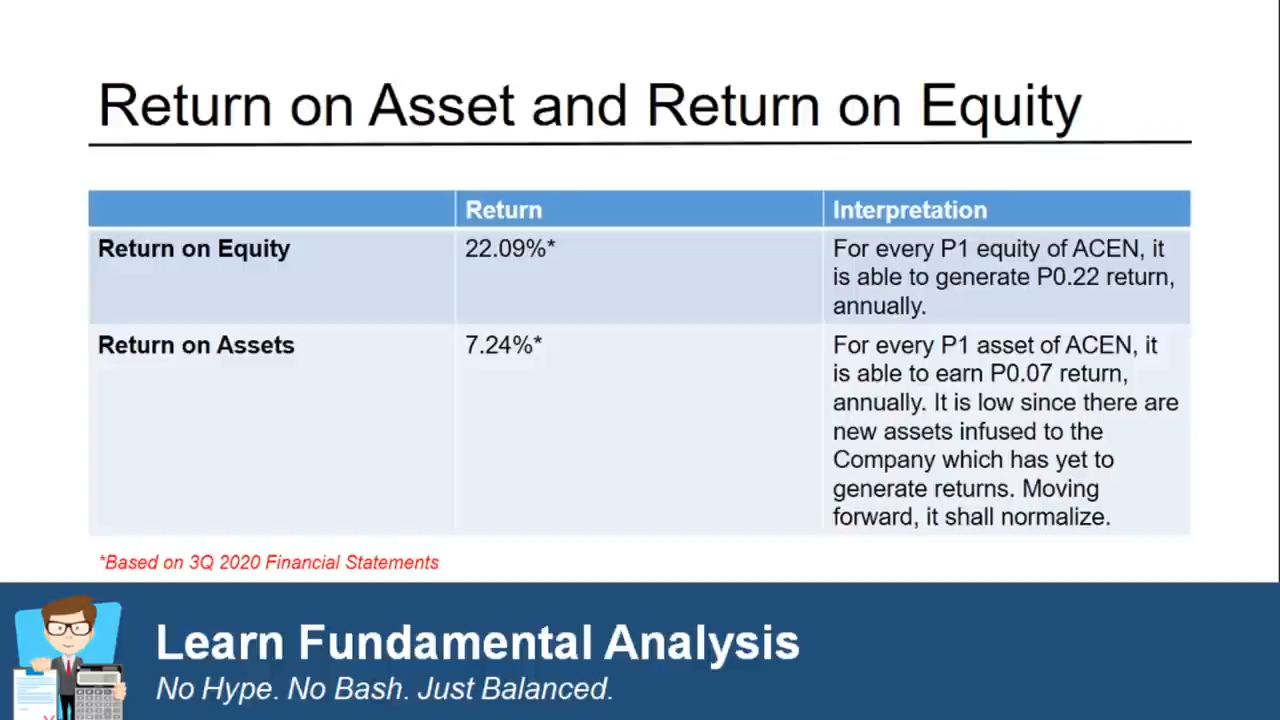 Return on Asset and Return on Equity
Return
Interpretation
Return on Equity
22.09%*
For every P1 equity of ACEN, it
is able to generate P0.22 return,
annually.
Return on Assets
7.24%*
For every P1 asset of ACEN, it
is able to earn P0.07 return,
annually. It is low since there are
new assets infused to the
Company which has yet to
generate returns. Moving
forward, it shall normalize.
*Based on 3Q 2020 Financial Statements
Learn Fundamental Analysis
No Hype. No Bash. Just Balanced.